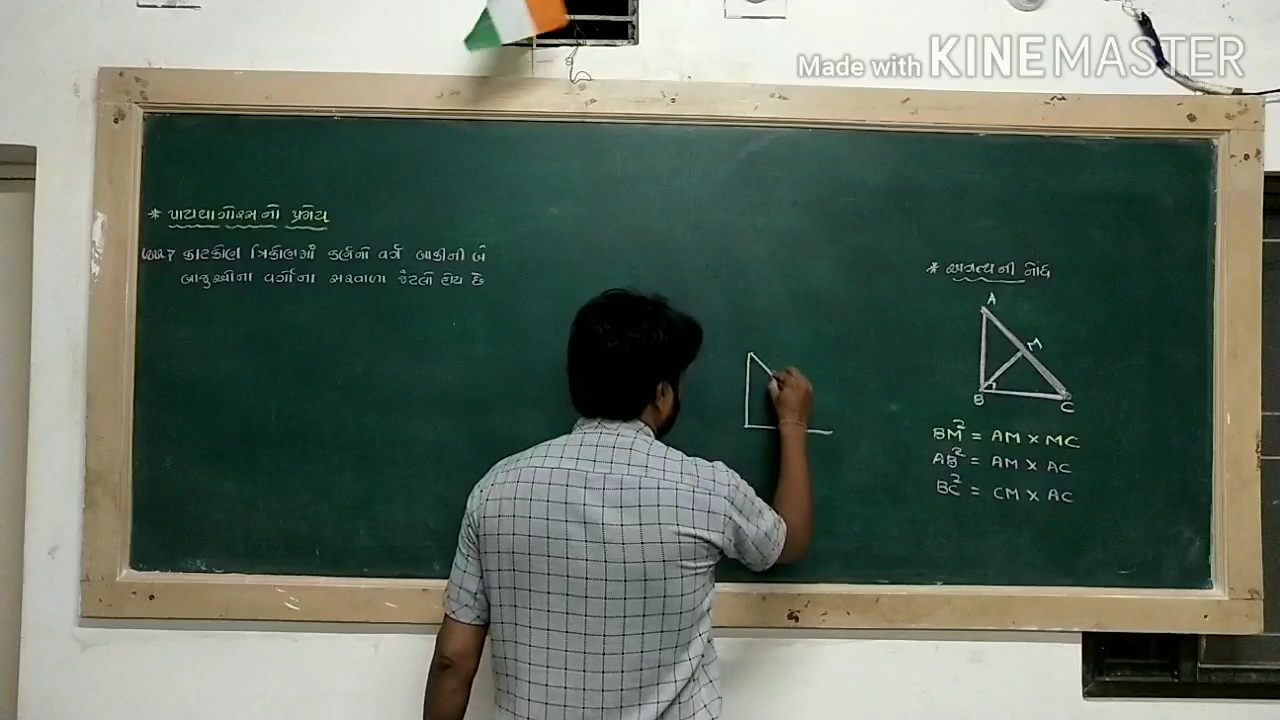 Made with KINEMASTER
* પાયથાગોરસનો પ્રમેય
કાટકોણ ત્રિકોણમાં કર્ણનો વર્ગ બાકીની બે
બાજુઓના વર્ગોના સરવાળા જેટલો હોય છે
* અગત્યની નોંધ
A
M
B
C
BM² = AM × MC
AB² = AM × AC
BC² = CM × AC